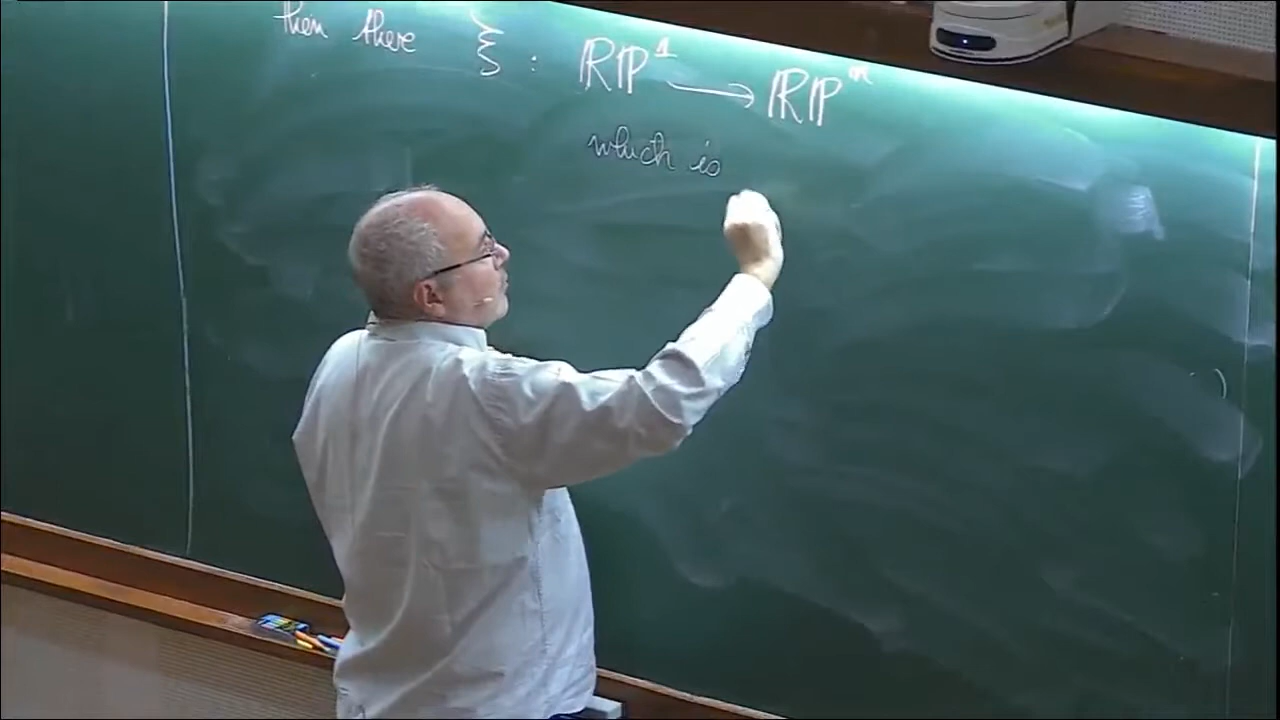 then there ξ : ℝP¹ → ℝPⁿ
which is